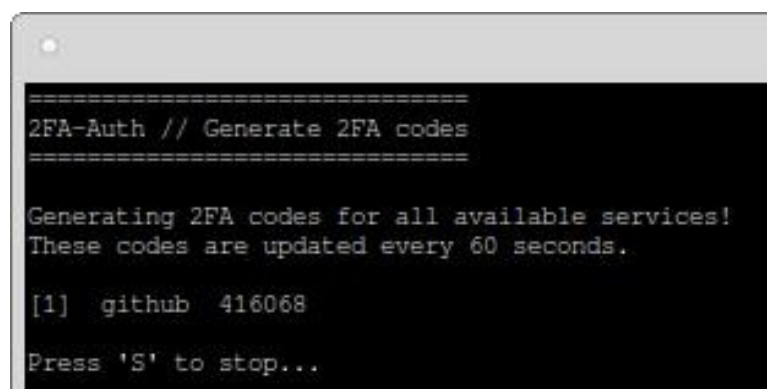 ===============================
2FA-Auth // Generate 2FA codes
===============================
Generating 2FA codes for all available services!
These codes are updated every 60 seconds.
[1]  github  416068
Press 'S' to stop...